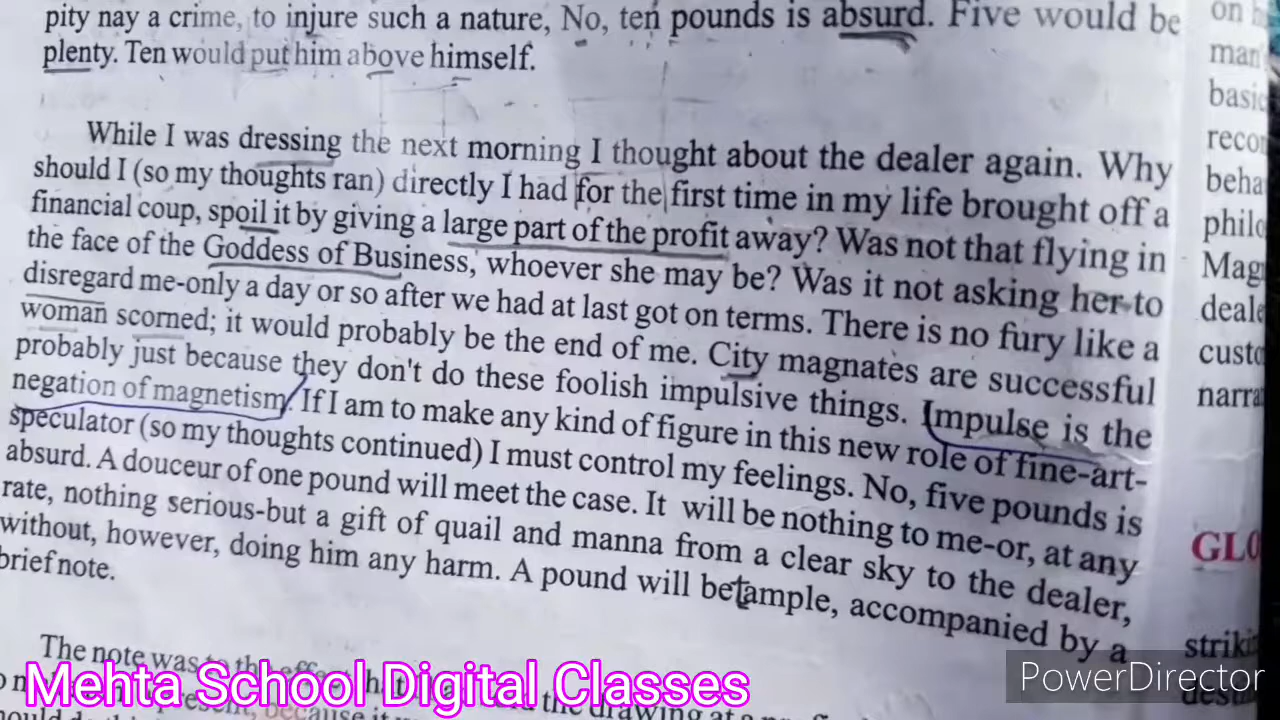 pity nay a crime, to injure such a nature, No, ten pounds is absurd. Five would be
plenty. Ten would put him above himself.
While I was dressing the next morning I thought about the dealer again. Why
should I (so my thoughts ran) directly I had for the first time in my life brought off a
financial coup, spoil it by giving a large part of the profit away? Was not that flying in
the face of the Goddess of Business, whoever she may be? Was it not asking her to
disregard me-only a day or so after we had at last got on terms. There is no fury like a
woman scorned; it would probably be the end of me. City magnates are successful
probably just because they don't do these foolish impulsive things. Impulse is the
negation of magnetism. If I am to make any kind of figure in this new role of fine-art-
speculator (so my thoughts continued) I must control my feelings. No, five pounds is
absurd. A douceur of one pound will meet the case. It will be nothing to me-or, at any
rate, nothing serious-but a gift of quail and manna from a clear sky to the dealer,
without, however, doing him any harm. A pound will be ample, accompanied by a
brief note.
The note was to the
the drawing at a
on
GLO
Mehta School Digital Classes
PowerDirector